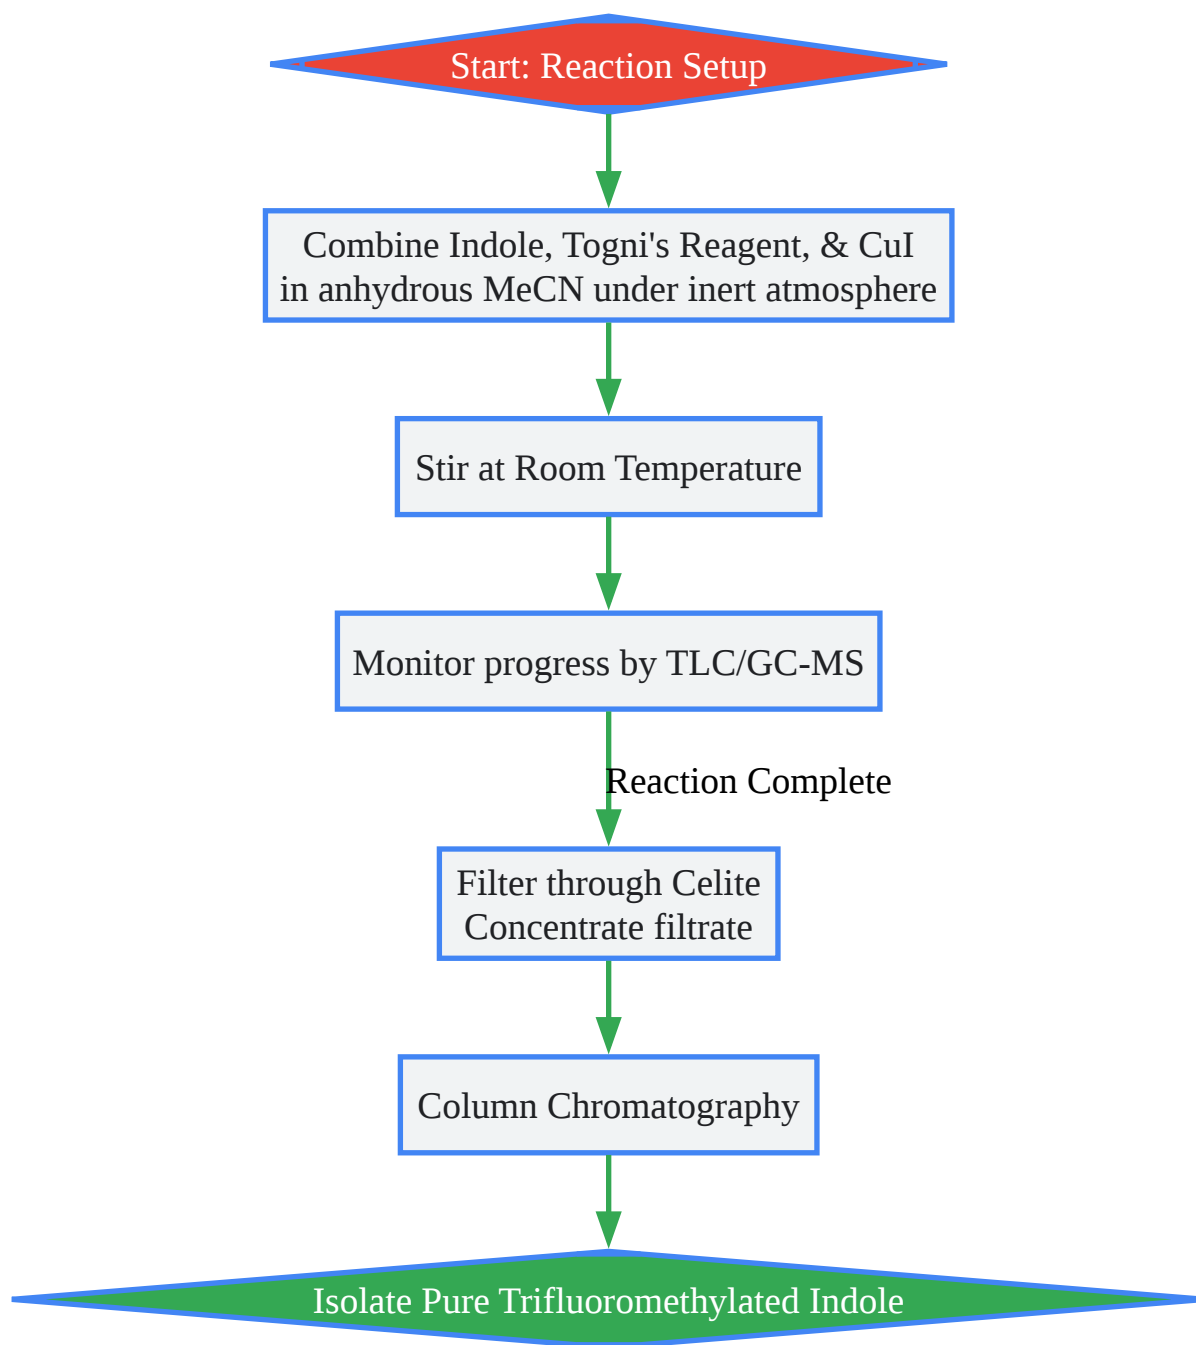 Start: Reaction Setup
Combine Indole, Togni's Reagent, & CuI
in anhydrous MeCN under inert atmosphere
Stir at Room Temperature
Monitor progress by TLC/GC-MS
Reaction Complete
Filter through Celite
Concentrate filtrate
Column Chromatography
Isolate Pure Trifluoromethylated Indole